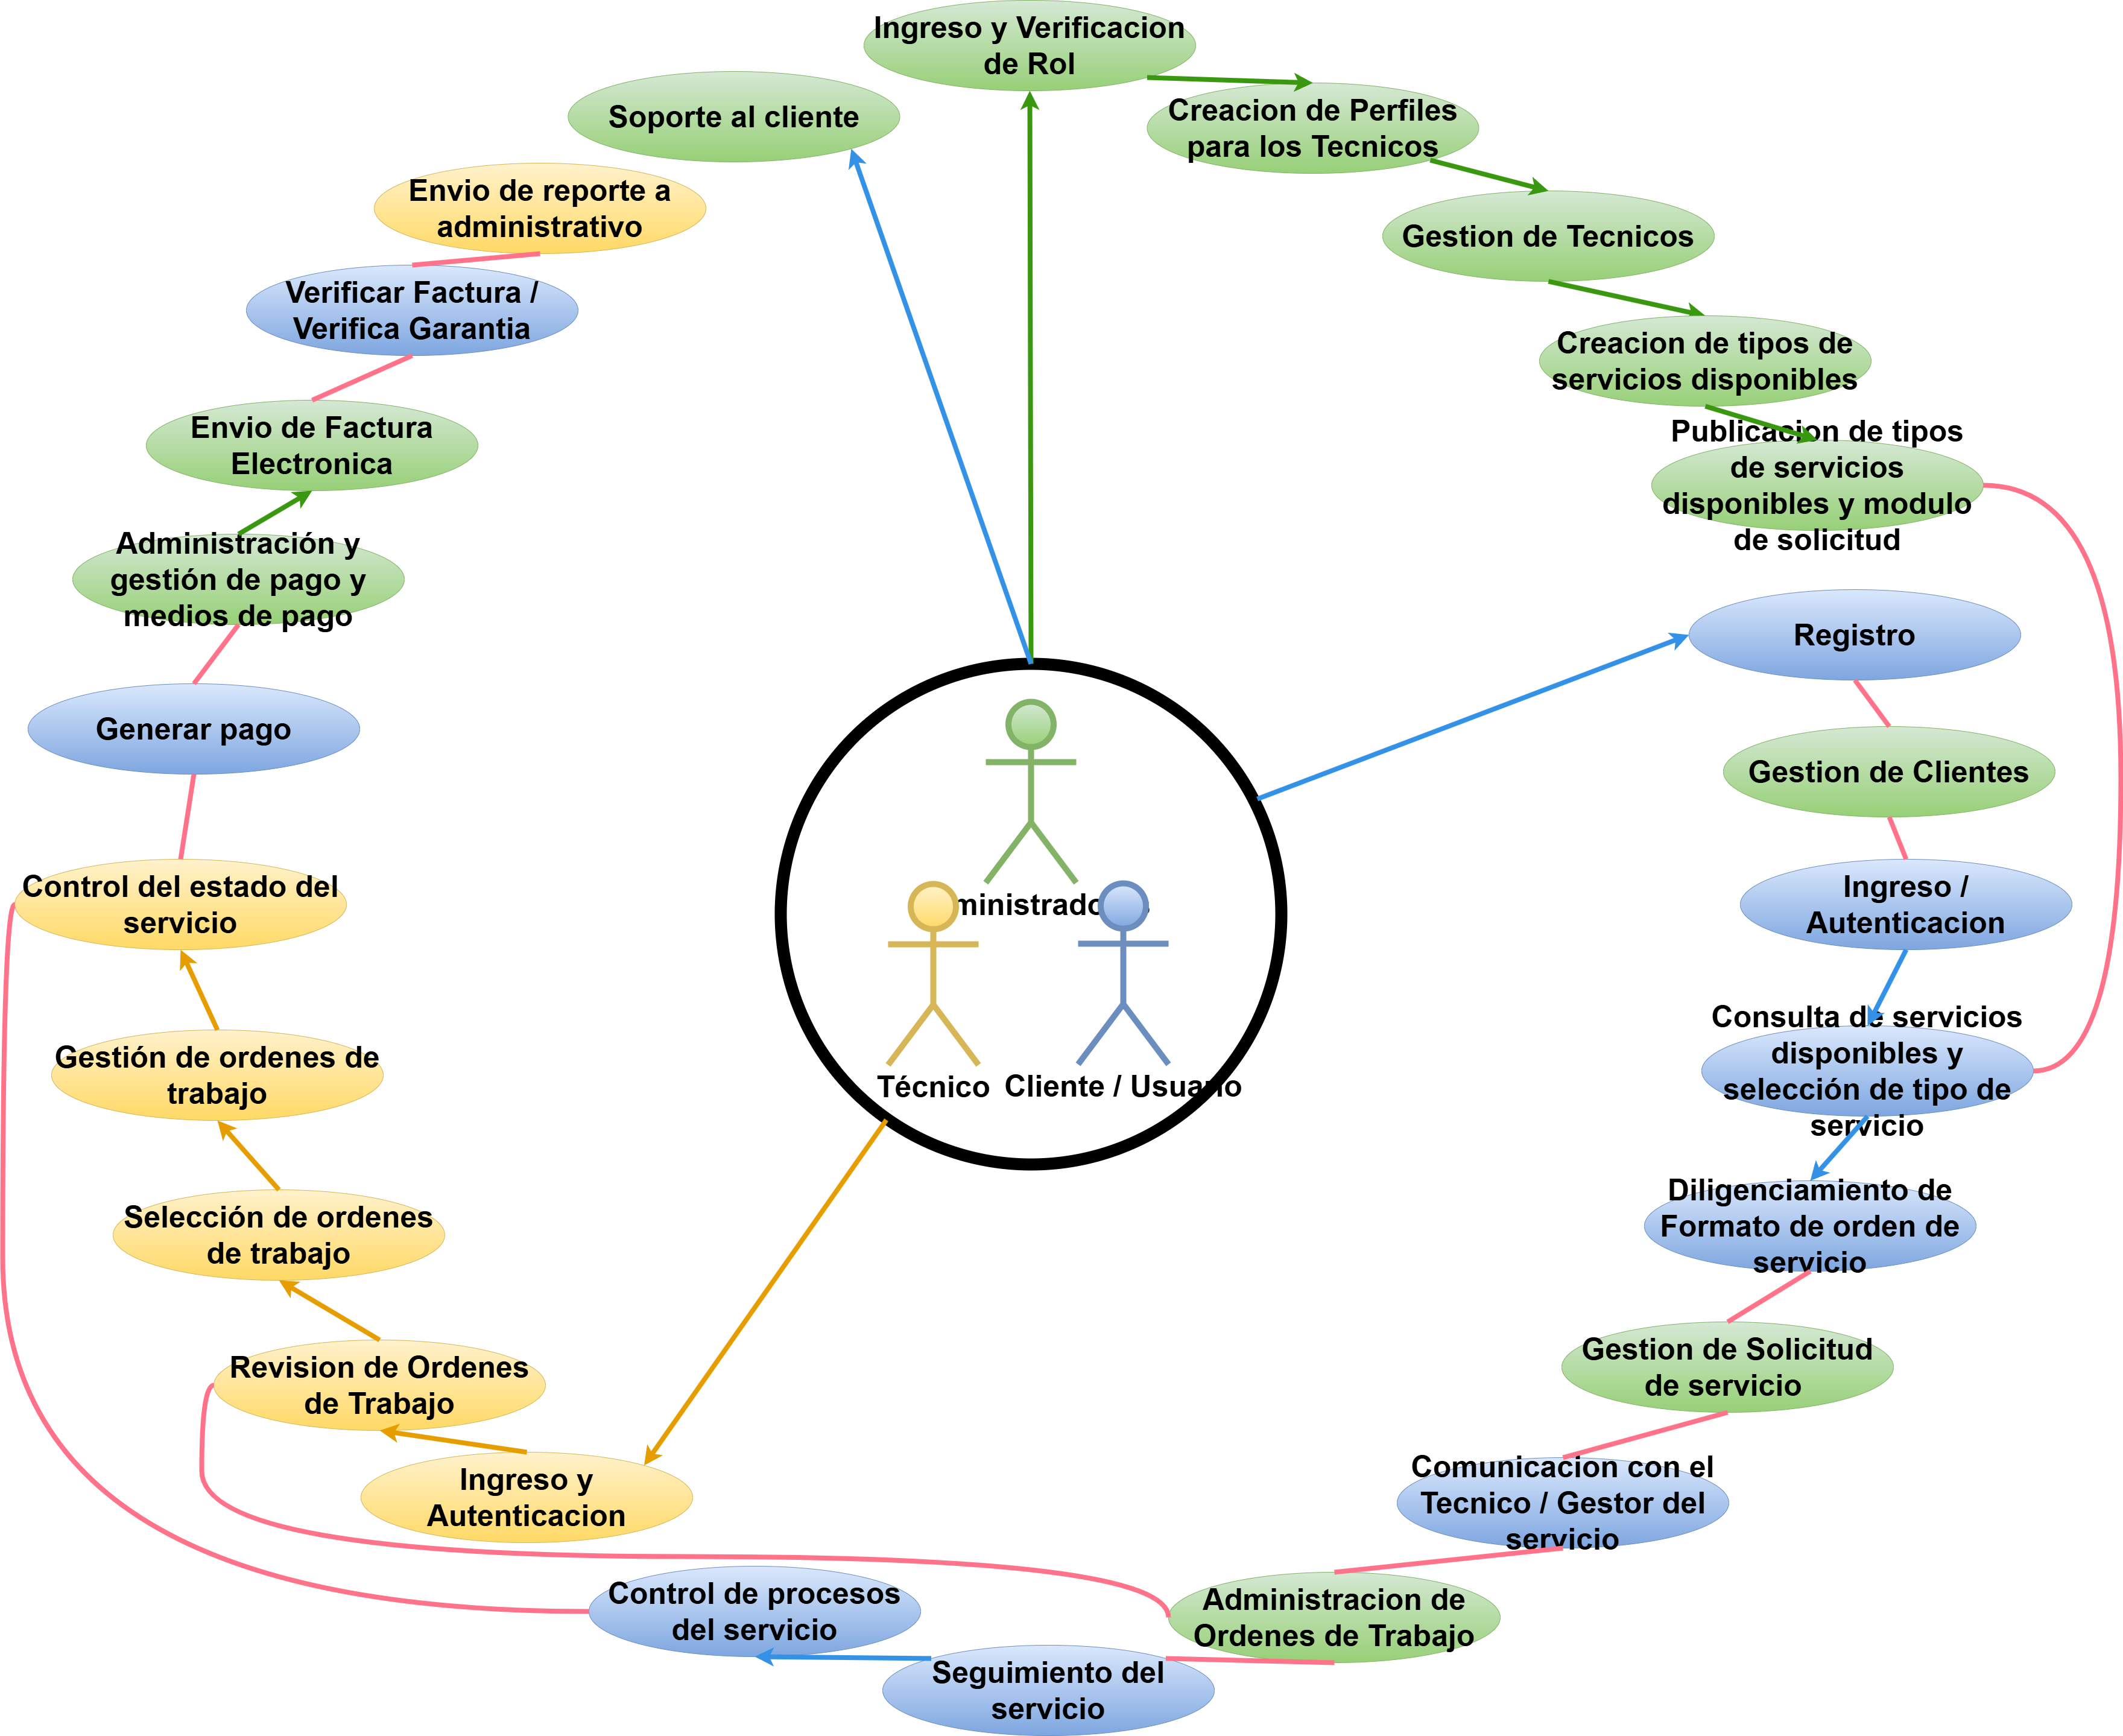 Ingreso y Verificacion
de Rol
Soporte al cliente
Creacion de Perfiles
para los Tecnicos
Envio de reporte a
administrativo
Gestion de Tecnicos
Verificar Factura /
Verifica Garantia
Creacion de tipos de
servicios disponibles
Envio de Factura
Electronica
Publicacion de tipos
de servicios
disponibles y modulo
de solicitud
Administración y
gestión de pago y
medios de pago
Registro
Generar pago
Gestion de Clientes
Control del estado del
servicio
Ingreso /
Autenticacion
ministrado
Técnico
Cliente / Usuario
Gestión de ordenes de
trabajo
Consulta de servicios
disponibles y
selección de tipo de
servicio
Selección de ordenes
de trabajo
Diligenciamiento de
Formato de orden de
servicio
Revision de Ordenes
de Trabajo
Gestion de Solicitud
de servicio
Ingreso y
Autenticacion
Comunicacion con el
Tecnico / Gestor del
servicio
Control de procesos
del servicio
Administracion de
Ordenes de Trabajo
Seguimiento del
servicio